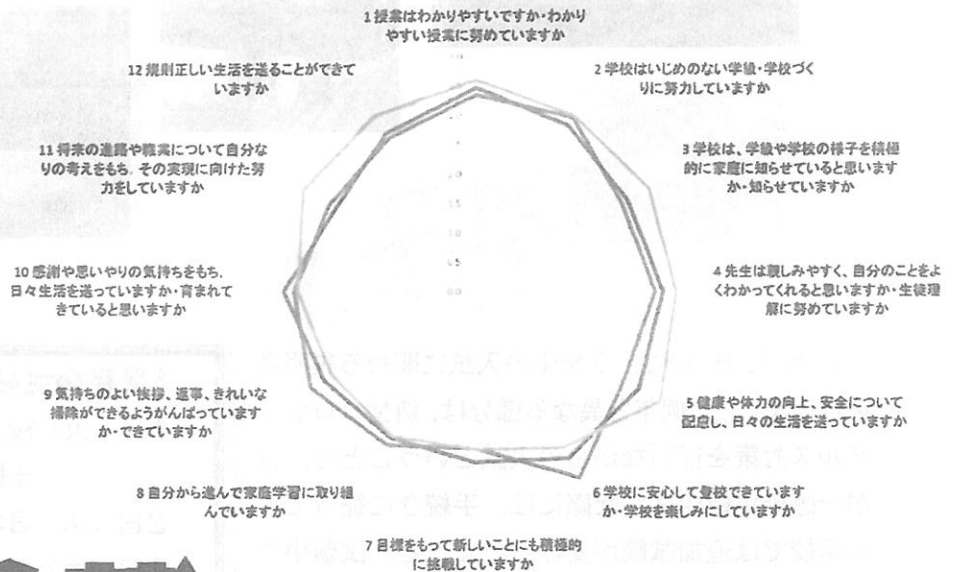 1 授業はわかりやすいですか・わかり
やすい授業に努めていますか
2 学校はいじめのない学級・学校づく
りに努力していますか
3 学校は、学級や学校の様子を積極
的に家庭に知らせていると思います
か・知らせていますか
4 先生は親しみやすく、自分のことをよ
くわかってくれると思いますか・生徒理
解に努めていますか
5 健康や体力の向上、安全について
配慮し、日々の生活を送っていますか
6 学校に安心して登校できています
か・学校を楽しみにしていますか
7 目標をもって新しいことにも積極的
に挑戦していますか
8 自分から進んで家庭学習に取り組
んでいますか
9 気持ちのよい挨拶、返事、きれいな
掃除ができるようがんばっています
か・できていますか
10 感謝や思いやりの気持ちをもち、
日々生活を送っていますか・育まれて
きていると思いますか
11 将来の進路や職業について自分な
りの考えをもち、その実現に向けた努
力をしていますか
12 規則正しい生活を送ることができて
いますか
1.5
1.0
0.5
0.0